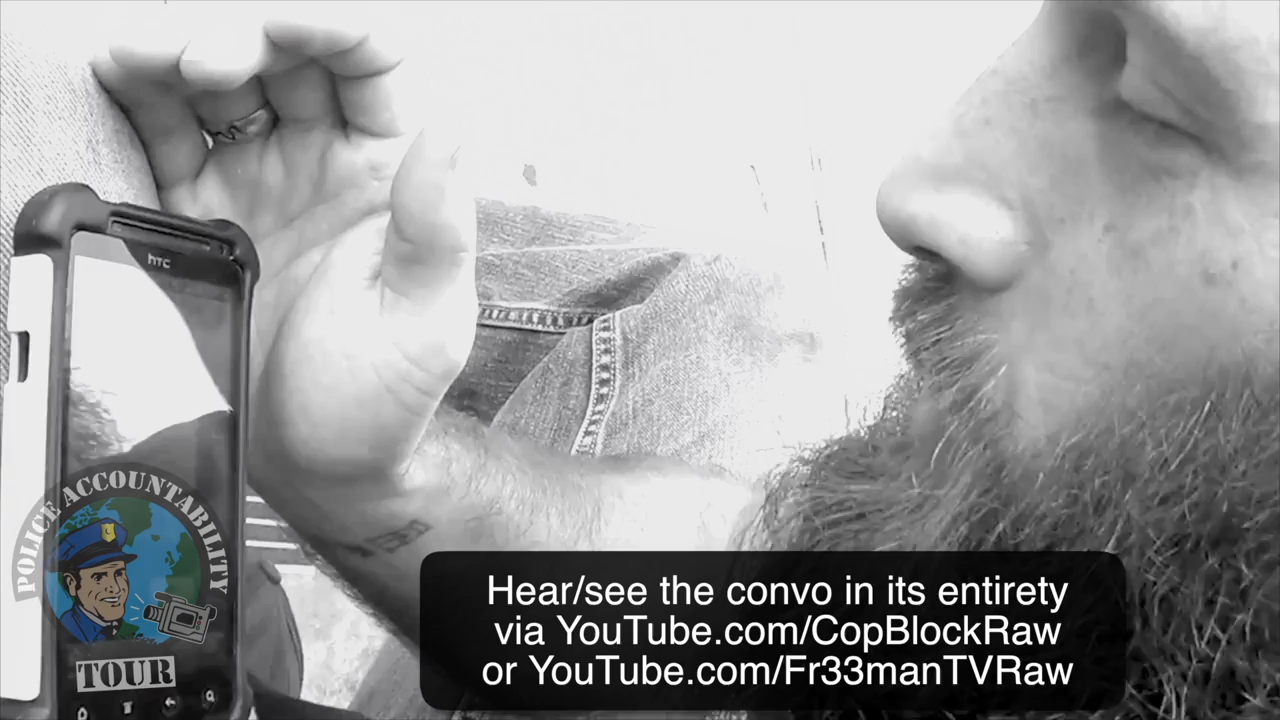 htc
POLICE ACCOUNTABILITY
TOUR
Hear/see the convo in its entirety
via YouTube.com/CopBlockRaw
or YouTube.com/Fr33manTVRaw